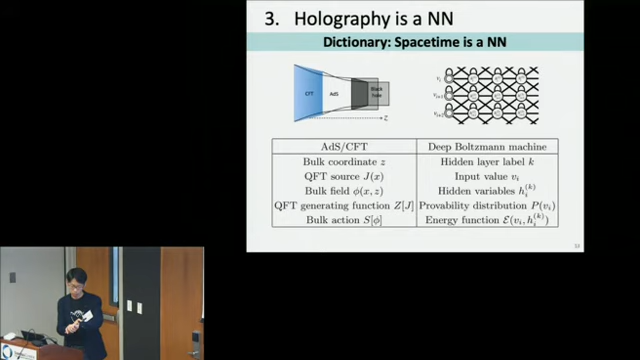 3. Holography is a NN
Dictionary: Spacetime is a NN
CFT
AdS
Black hole
z
AdS/CFT Deep Boltzmann machine
Bulk coordinate z Hidden layer label k
QFT source J(x) Input value v_i
Bulk field ϕ(x, z) Hidden variables h_i^(k)
QFT generating function Z[J] Provability distribution P(v_i)
Bulk action S[ϕ] Energy function ℰ(v_i, h_i^(k))